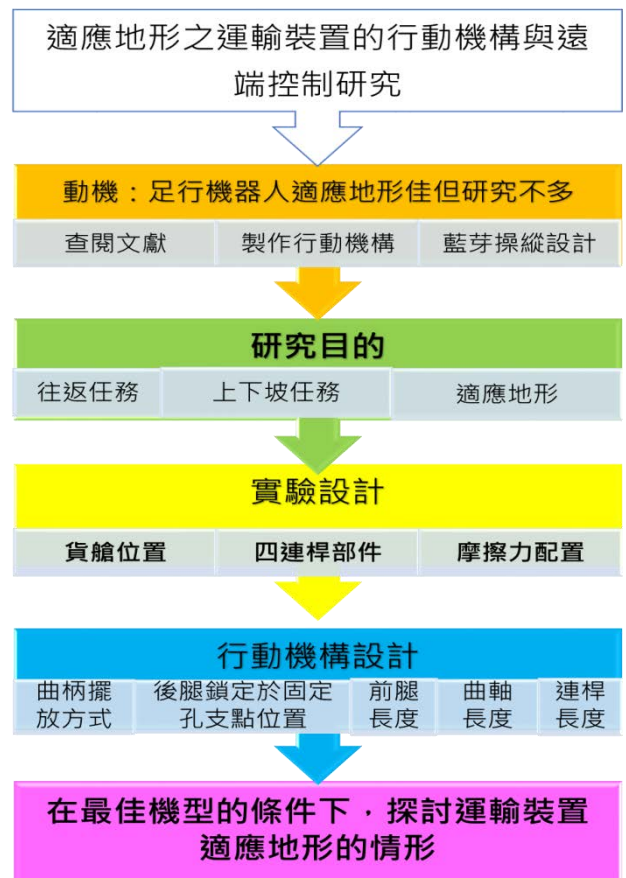 適應地形之運輸裝置的行動機構與遠
端控制研究
動機：足行機器人適應地形佳但研究不多
查閱文獻 製作行動機構 藍芽操縱設計
研究目的
往返任務 上下坡任務 適應地形
實驗設計
貨艙位置 四連桿部件 摩擦力配置
行動機構設計
曲柄擺 後腿鎖定於固定 前腿 曲軸 連桿
放方式 孔支點位置 長度 長度 長度
在最佳機型的條件下，探討運輸裝置
適應地形的情形